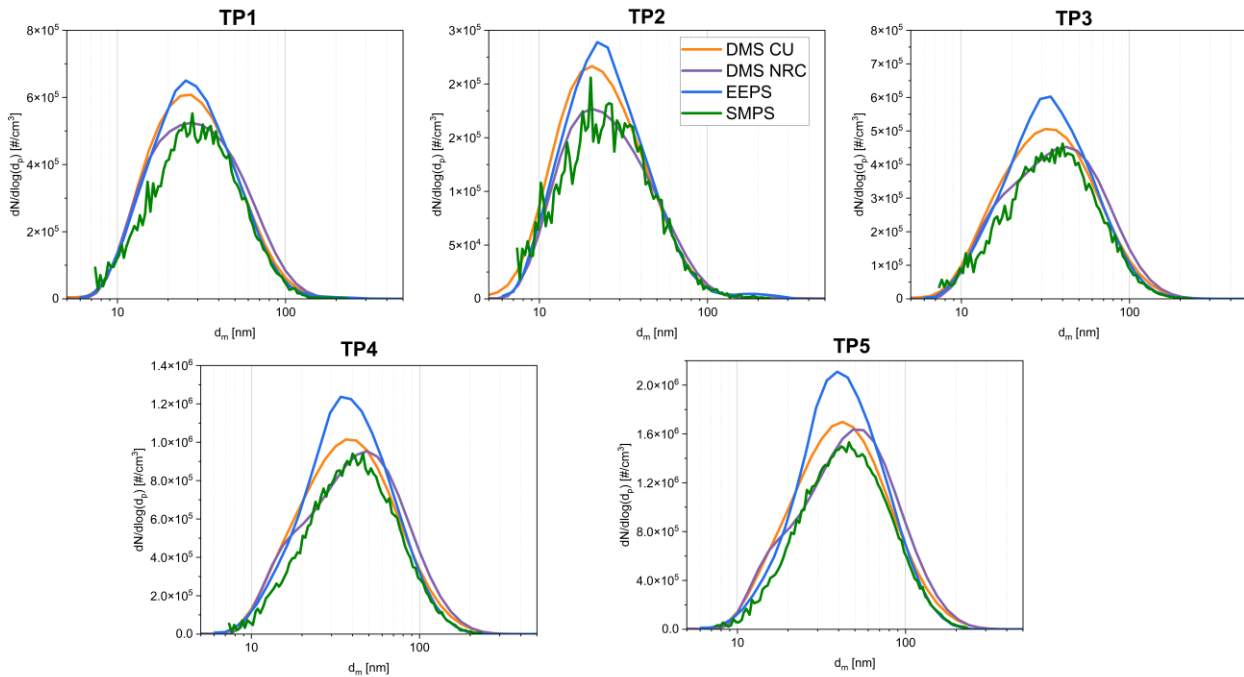 TP1
8×10⁵
6×10⁵
4×10⁵
2×10⁵
0
dN/dlog(dₚ) [#/cm³]
10
100
dₘ [nm]
TP2
3×10⁵
2×10⁵
2×10⁵
1×10⁵
5×10⁴
0
dN/dlog(dₚ) [#/cm³]
10
100
dₘ [nm]
DMS CU
DMS NRC
EEPS
SMPS
TP3
8×10⁵
7×10⁵
6×10⁵
5×10⁵
4×10⁵
3×10⁵
2×10⁵
1×10⁵
0
dN/dlog(dₚ) [#/cm³]
10
100
dₘ [nm]
TP4
1.4×10⁶
1.2×10⁶
1.0×10⁶
8.0×10⁵
6.0×10⁵
4.0×10⁵
2.0×10⁵
0.0
dN/dlog(dₚ) [#/cm³]
10
100
dₘ [nm]
TP5
2.0×10⁶
1.6×10⁶
1.2×10⁶
8.0×10⁵
4.0×10⁵
0.0
dN/dlog(dₚ) [#/cm³]
10
100
dₘ [nm]